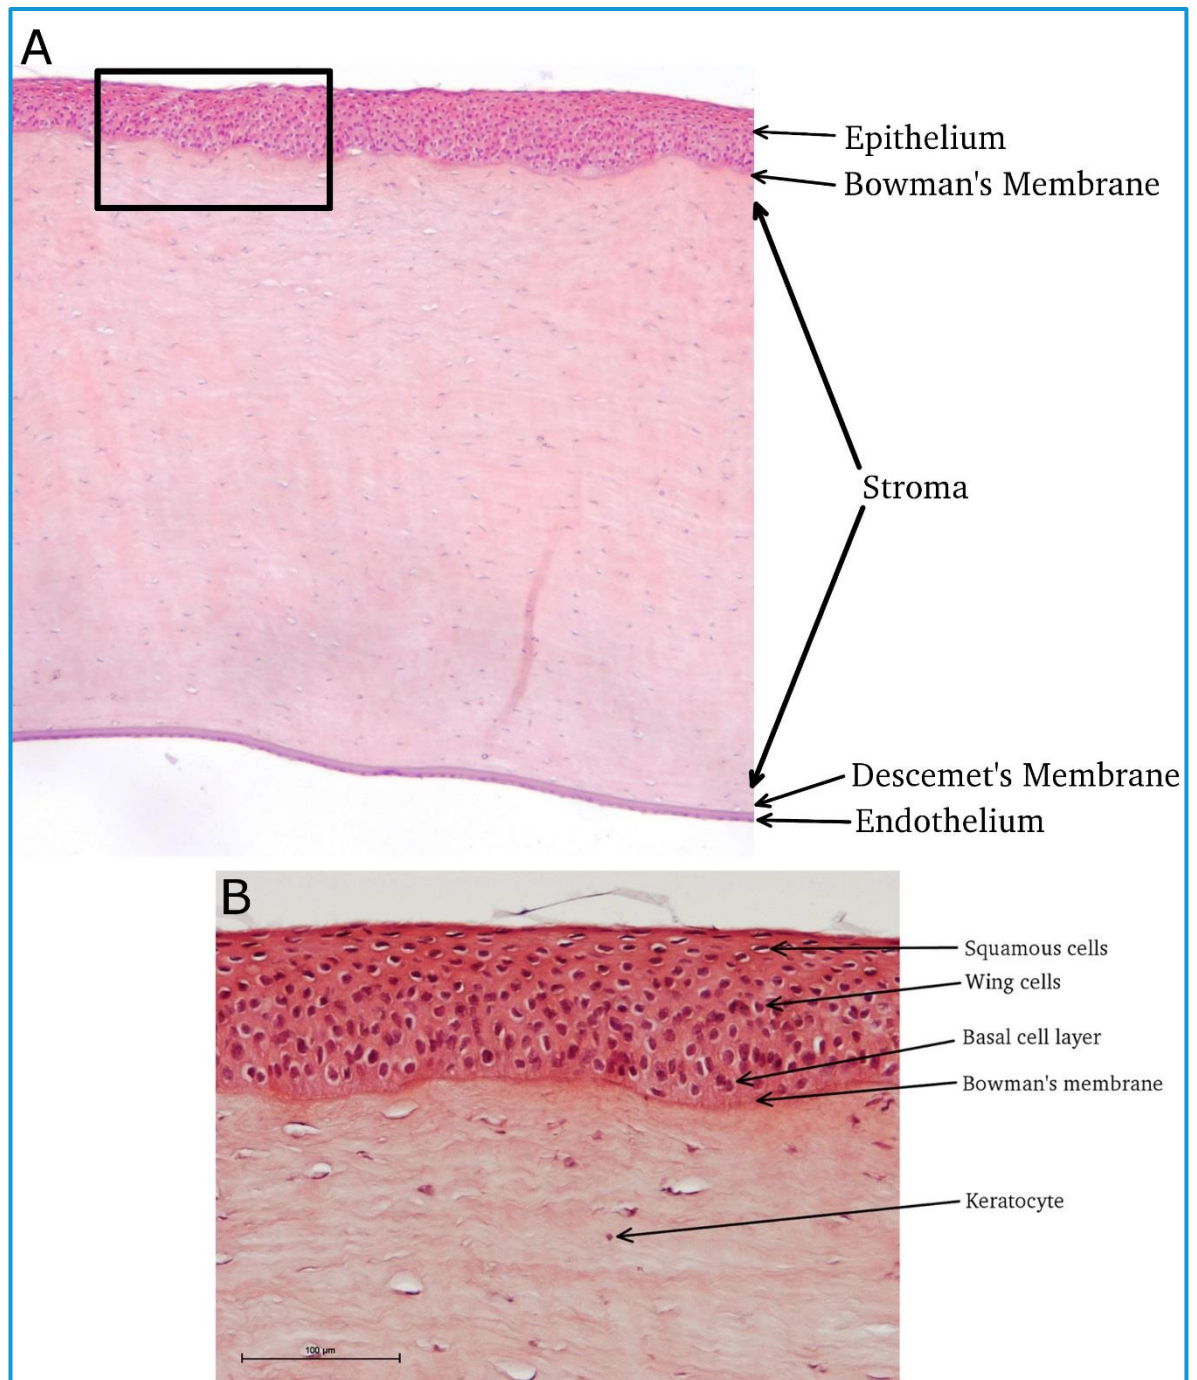 A
Epithelium
Bowman's Membrane
Stroma
Descemet's Membrane
Endothelium
B
Squamous cells
Wing cells
Basal cell layer
Bowman's membrane
Keratocyte
100 µm